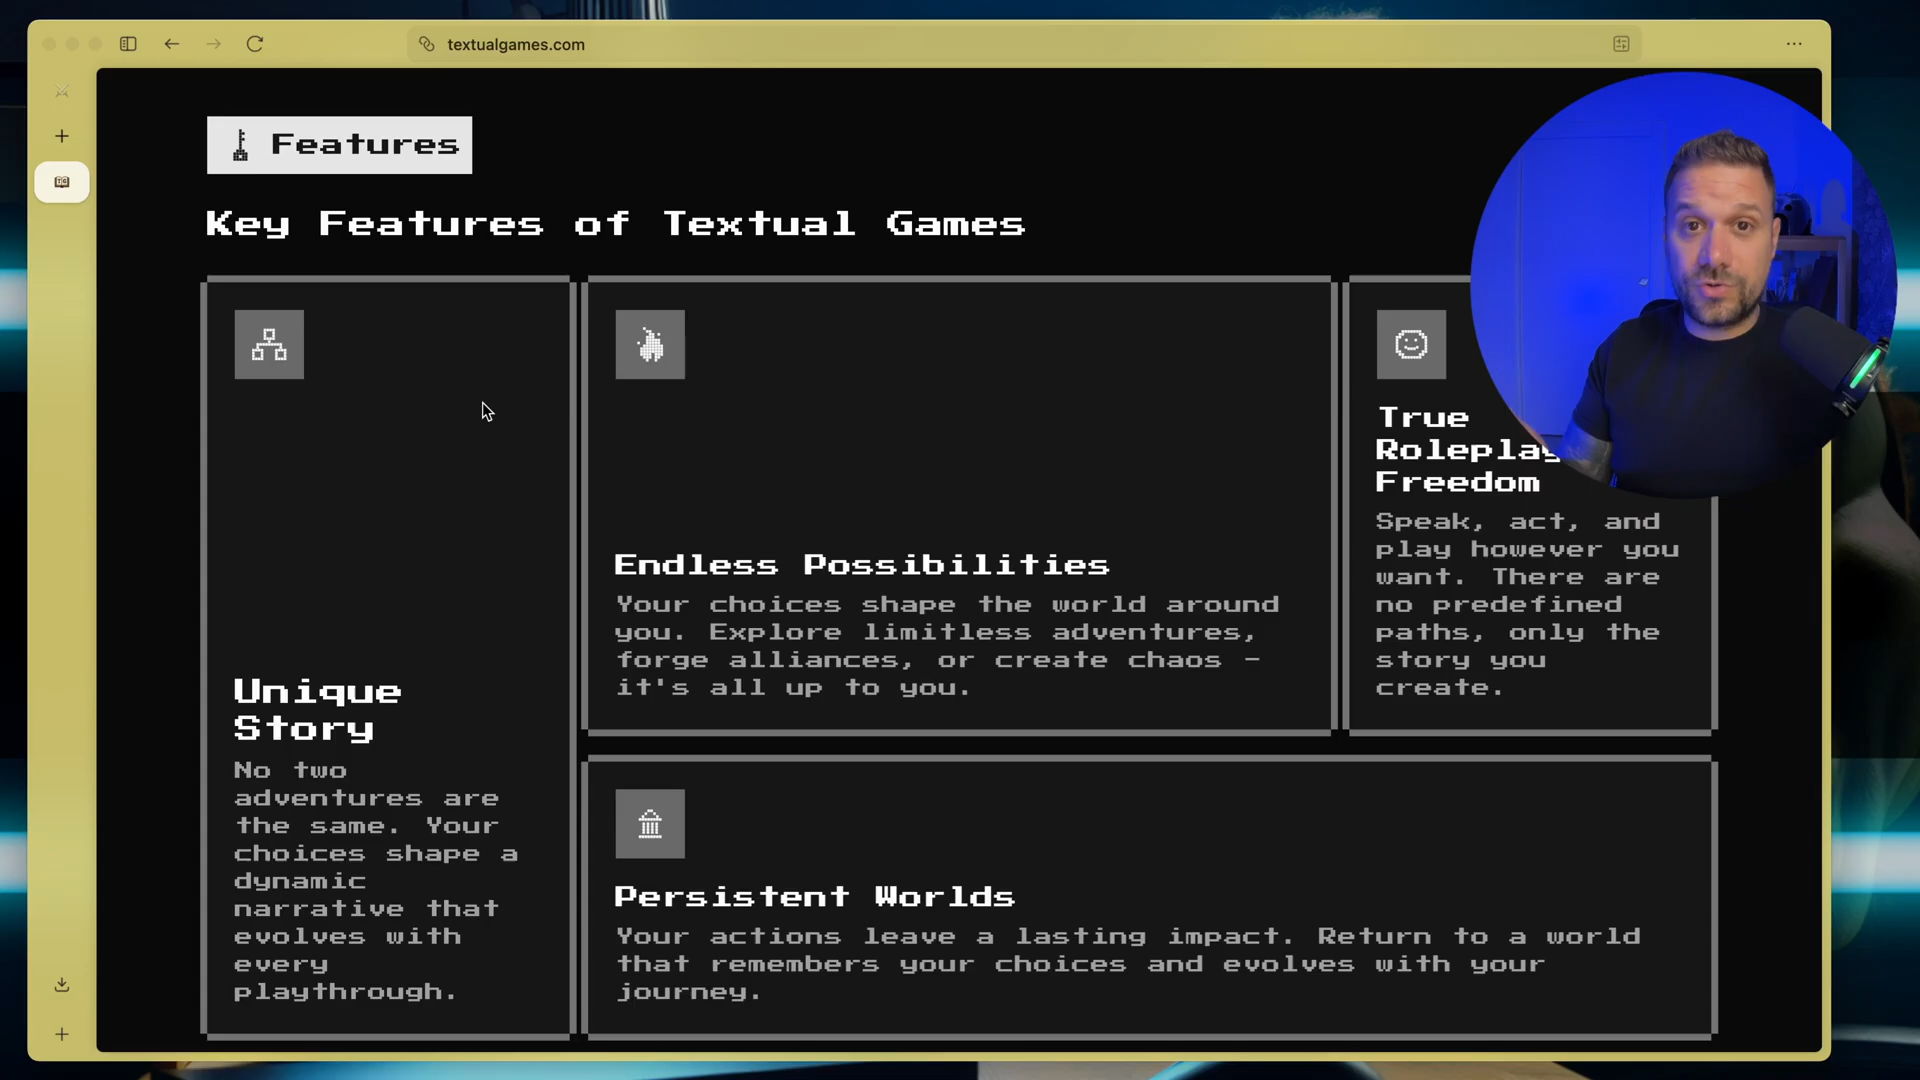 textualgames.com
Features
Key Features of Textual Games
Unique
Story
No two
adventures are
the same. Your
choices shape a
dynamic
narrative that
evolves with
every
playthrough.
Endless Possibilities
Your choices shape the world around
you. Explore limitless adventures,
forge alliances, or create chaos –
it's all up to you.
True
Roleplay
Freedom
Speak, act, and
play however you
want. There are
no predefined
paths, only the
story you
create.
Persistent Worlds
Your actions leave a lasting impact. Return to a world
that remembers your choices and evolves with your
journey.